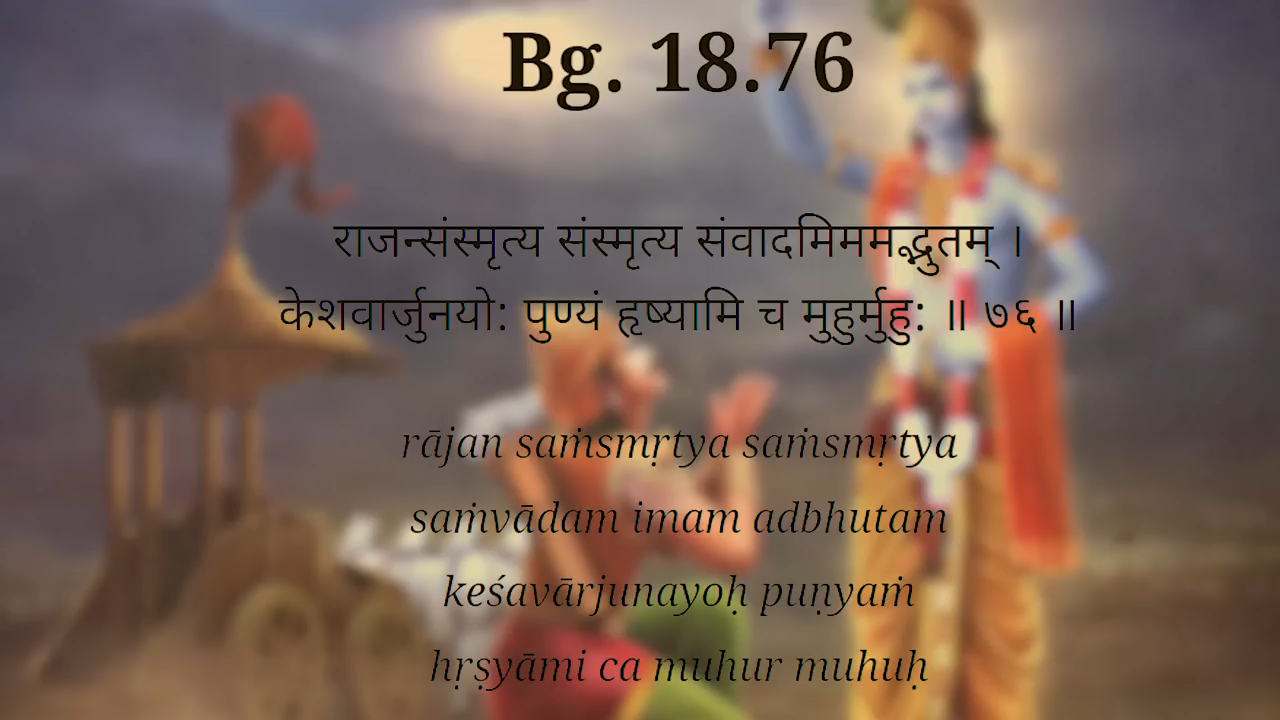 Bg. 18.76
राजन्संस्मृत्य संस्मृत्य संवादमिममद्भुतम् ।
केशवार्जुनयो: पुण्यं हृष्यामि च मुहुर्मुहु: ॥ ७६ ॥
rājan saṁsmṛtya saṁsmṛtya
saṁvādam imam adbhutam
keśavārjunayoḥ puṇyaṁ
hṛṣyāmi ca muhur muhuḥ